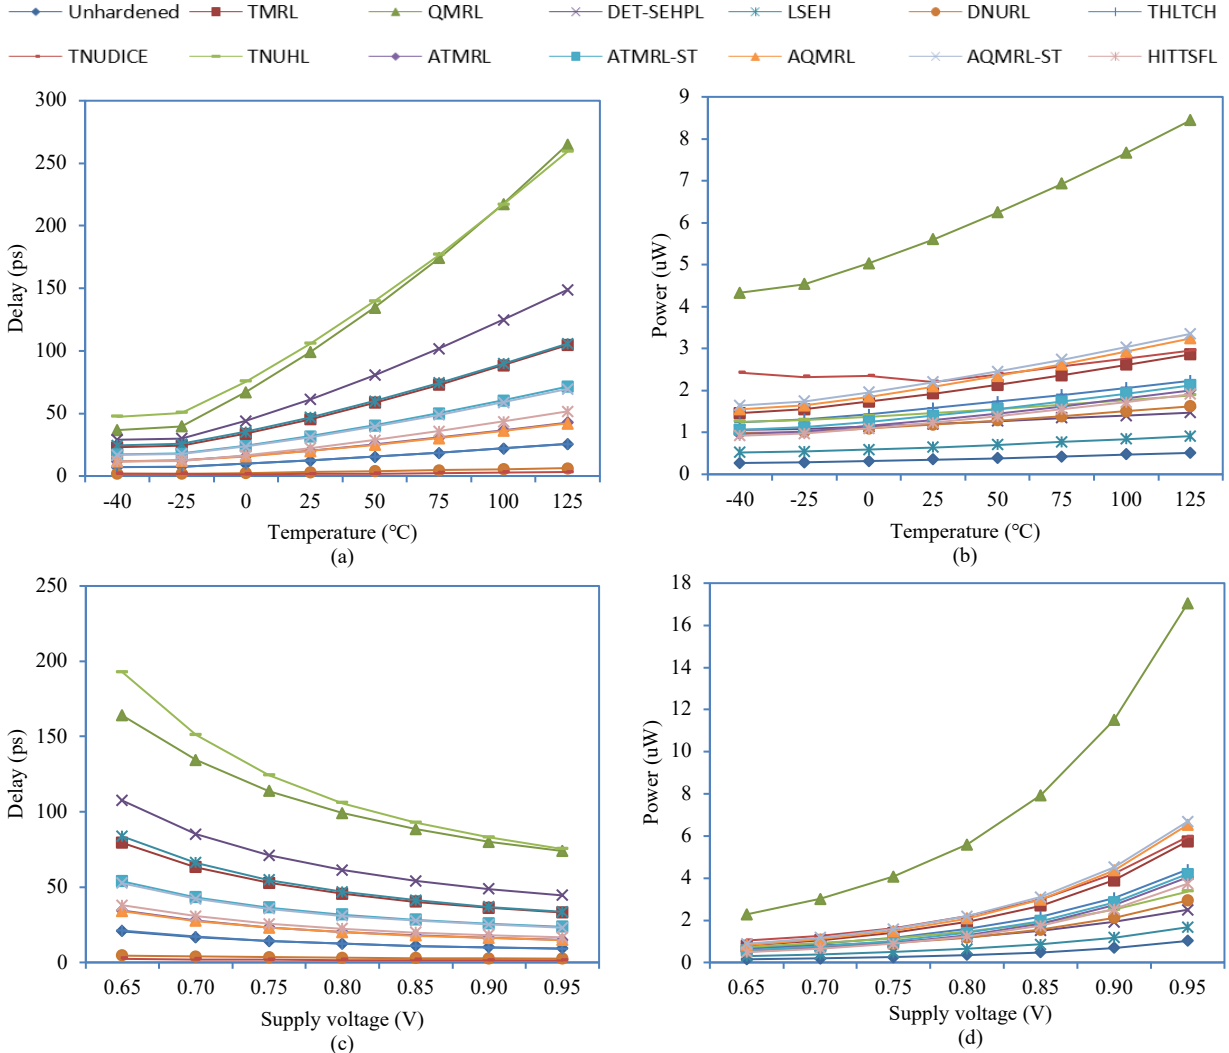 Unhardened TMRL QMRL DET-SEHPL LSEH DNURL THLTCH
TNUDICE TNUHL ATMRL ATMRL-ST AQMRL AQMRL-ST HITTSFL
300
250
200
150
100
50
0
Delay (ps)
-40 -25 0 25 50 75 100 125
Temperature (℃)
(a)
9
8
7
6
5
4
3
2
1
0
Power (uW)
-40 -25 0 25 50 75 100 125
Temperature (℃)
(b)
250
200
150
100
50
0
Delay (ps)
0.65 0.70 0.75 0.80 0.85 0.90 0.95
Supply voltage (V)
(c)
18
16
14
12
10
8
6
4
2
0
Power (uW)
0.65 0.70 0.75 0.80 0.85 0.90 0.95
Supply voltage (V)
(d)